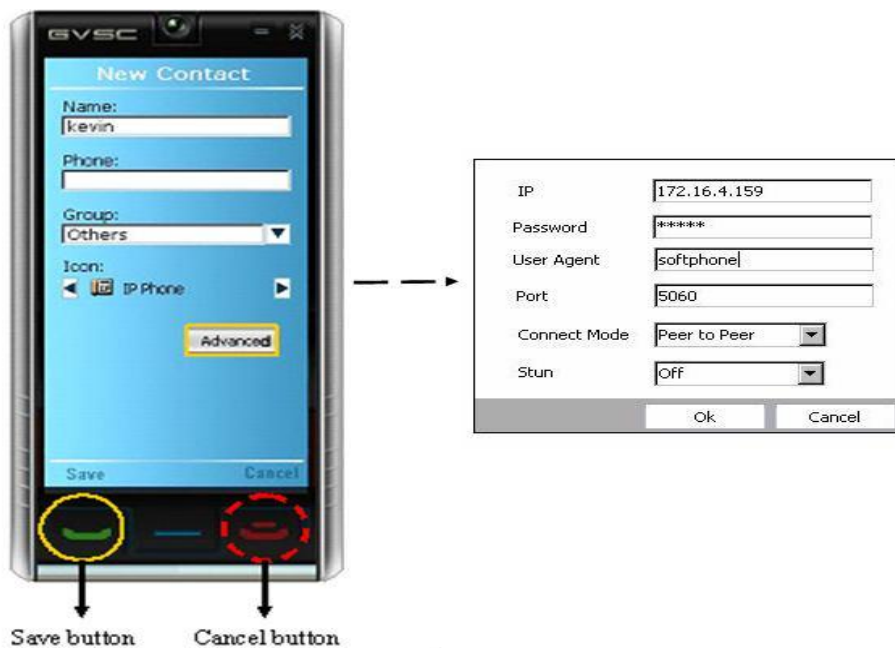 GVSC
New Contact
Name:
kevin
Phone:
Group:
Others
Icon:
IP Phone
Advanced
Save Cancel
Save button Cancel button
IP 172.16.4.159
Password *****
User Agent softphone
Port 5060
Connect Mode Peer to Peer
Stun Off
Ok Cancel